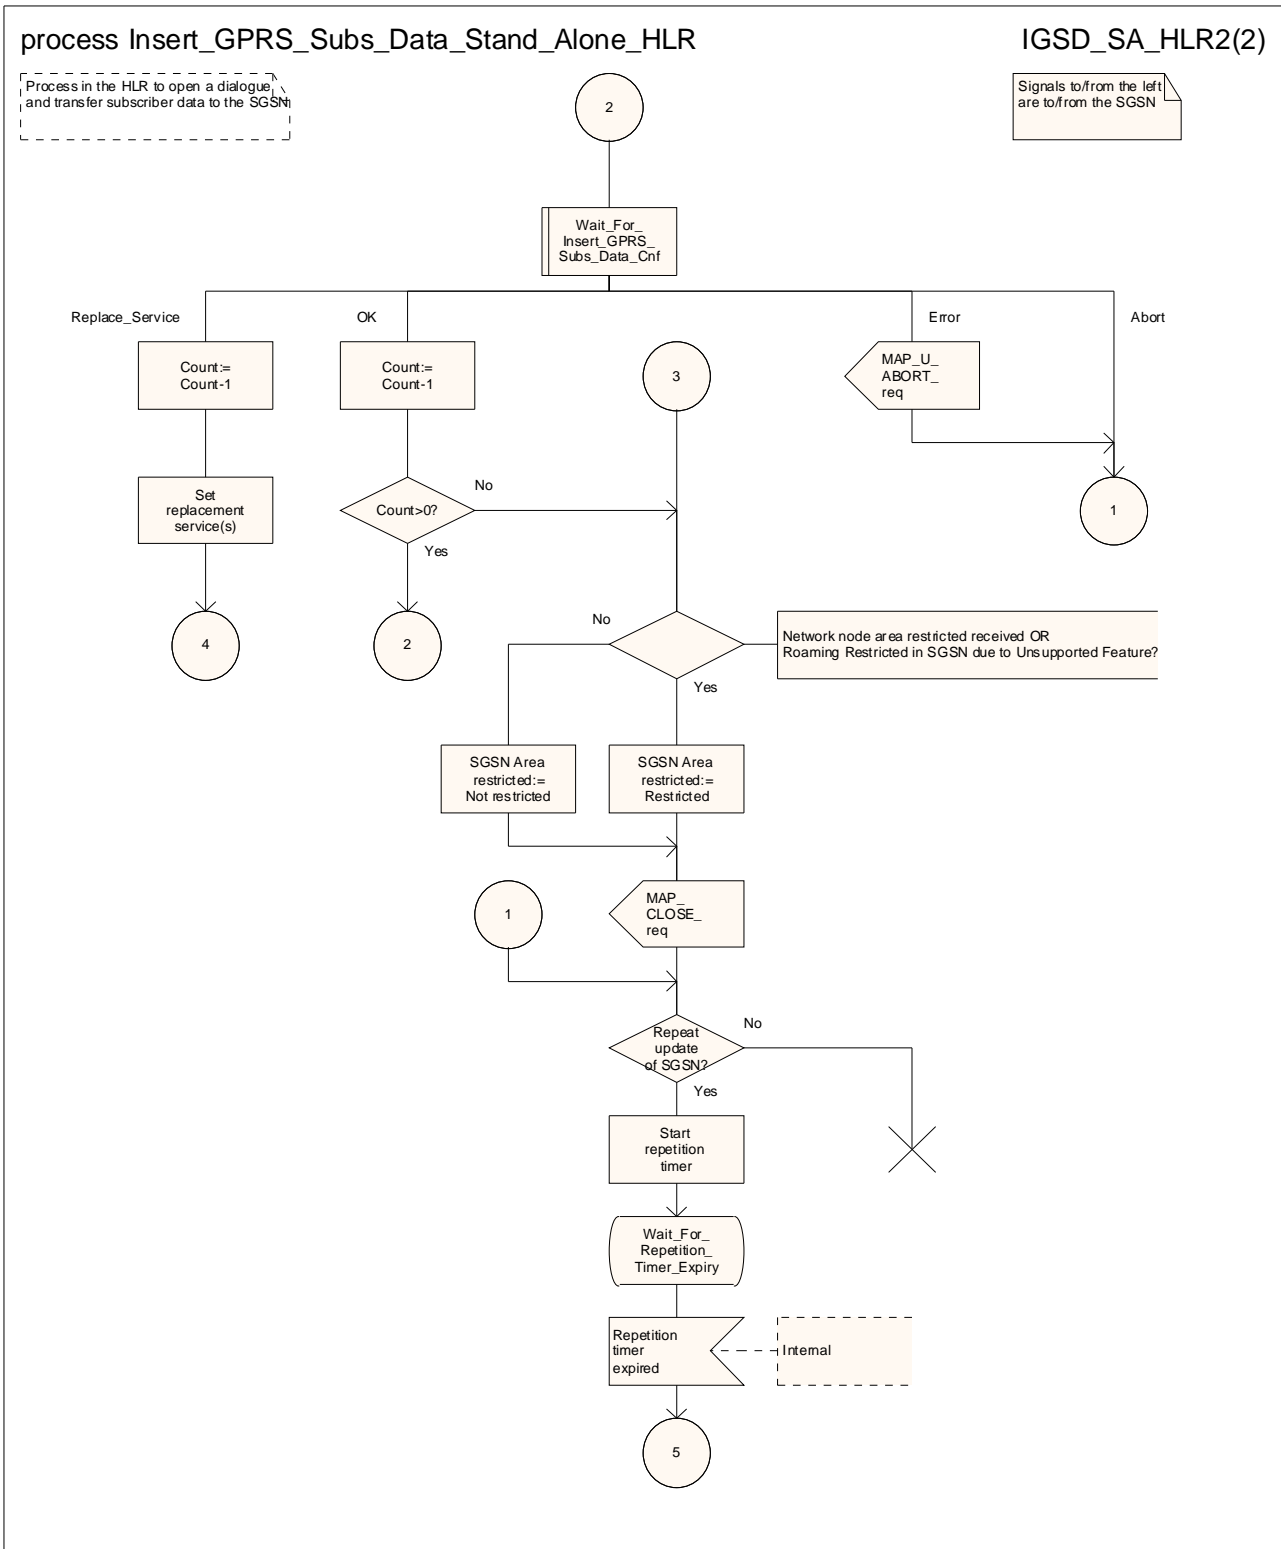 process Insert_GPRS_Subs_Data_Stand_Alone_HLR
IGSD_SA_HLR2(2)
Process in the HLR to open a dialogue
and transfer subscriber data to the SGSN
2
Signals to/from the left
are to/from the SGSN
Wait_For_
Insert_GPRS_
Subs_Data_Cnf
Replace_Service
OK
Error
Abort
Count:=
Count-1
Count:=
Count-1
3
MAP_U_
ABORT_
req
Set
replacement
service(s)
Count>0?
No
Yes
1
4
2
No
Network node area restricted received OR
Roaming Restricted in SGSN due to Unsupported Feature?
Yes
SGSN Area
restricted:=
Not restricted
SGSN Area
restricted:=
Restricted
1
MAP_
CLOSE_
req
Repeat
update
of SGSN?
No
Yes
Start
repetition
timer
Wait_For_
Repetition_
Timer_Expiry
Repetition
timer
expired
Internal
5